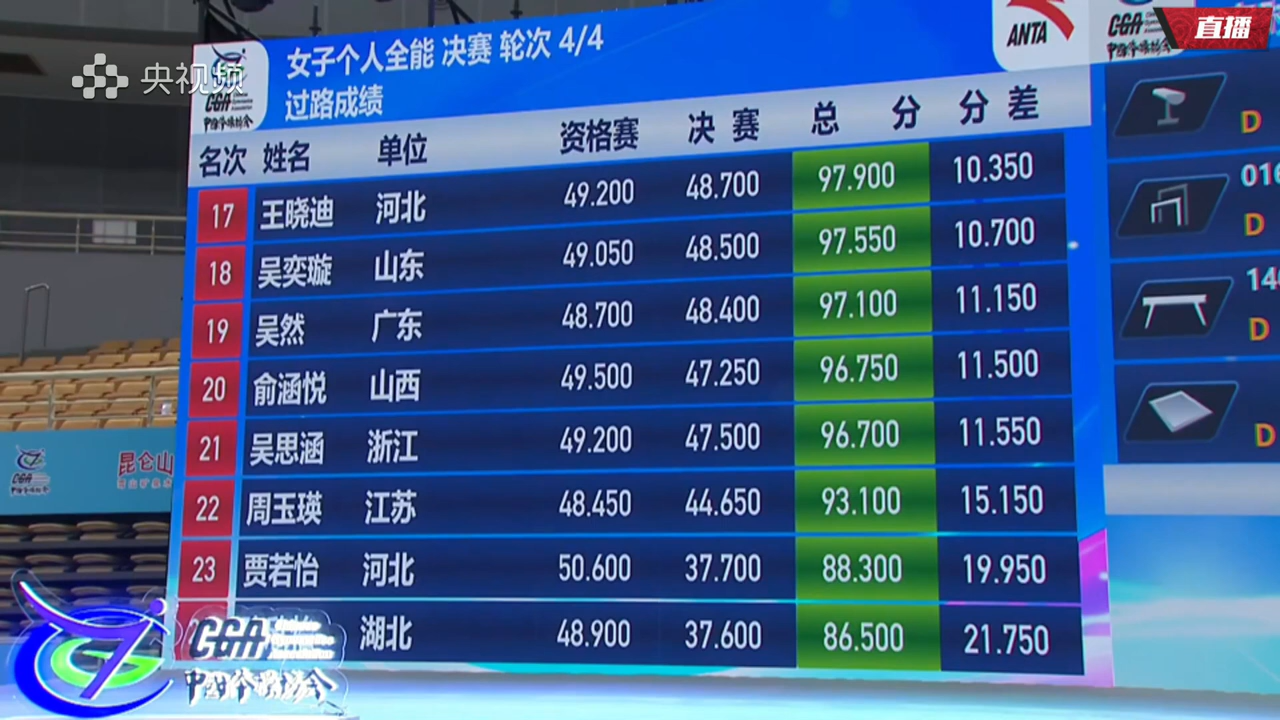 央视频
直播
女子个人全能 决赛 轮次 4/4
过路成绩
ANTA
CGA
CGA
名次 姓名 单位 资格赛 决赛 总分 分差
17 王晓迪 河北 49.200 48.700 97.900 10.350
18 吴奕璇 山东 49.050 48.500 97.550 10.700
19 吴然 广东 48.700 48.400 97.100 11.150
20 俞涵悦 山西 49.500 47.250 96.750 11.500
21 吴思涵 浙江 49.200 47.500 96.700 11.550
22 周玉瑛 江苏 48.450 44.650 93.100 15.150
23 贾若怡 河北 50.600 37.700 88.300 19.950
湖北 48.900 37.600 86.500 21.750
D
D
D
D
昆仑山
CGA
CGA
中国体操协会